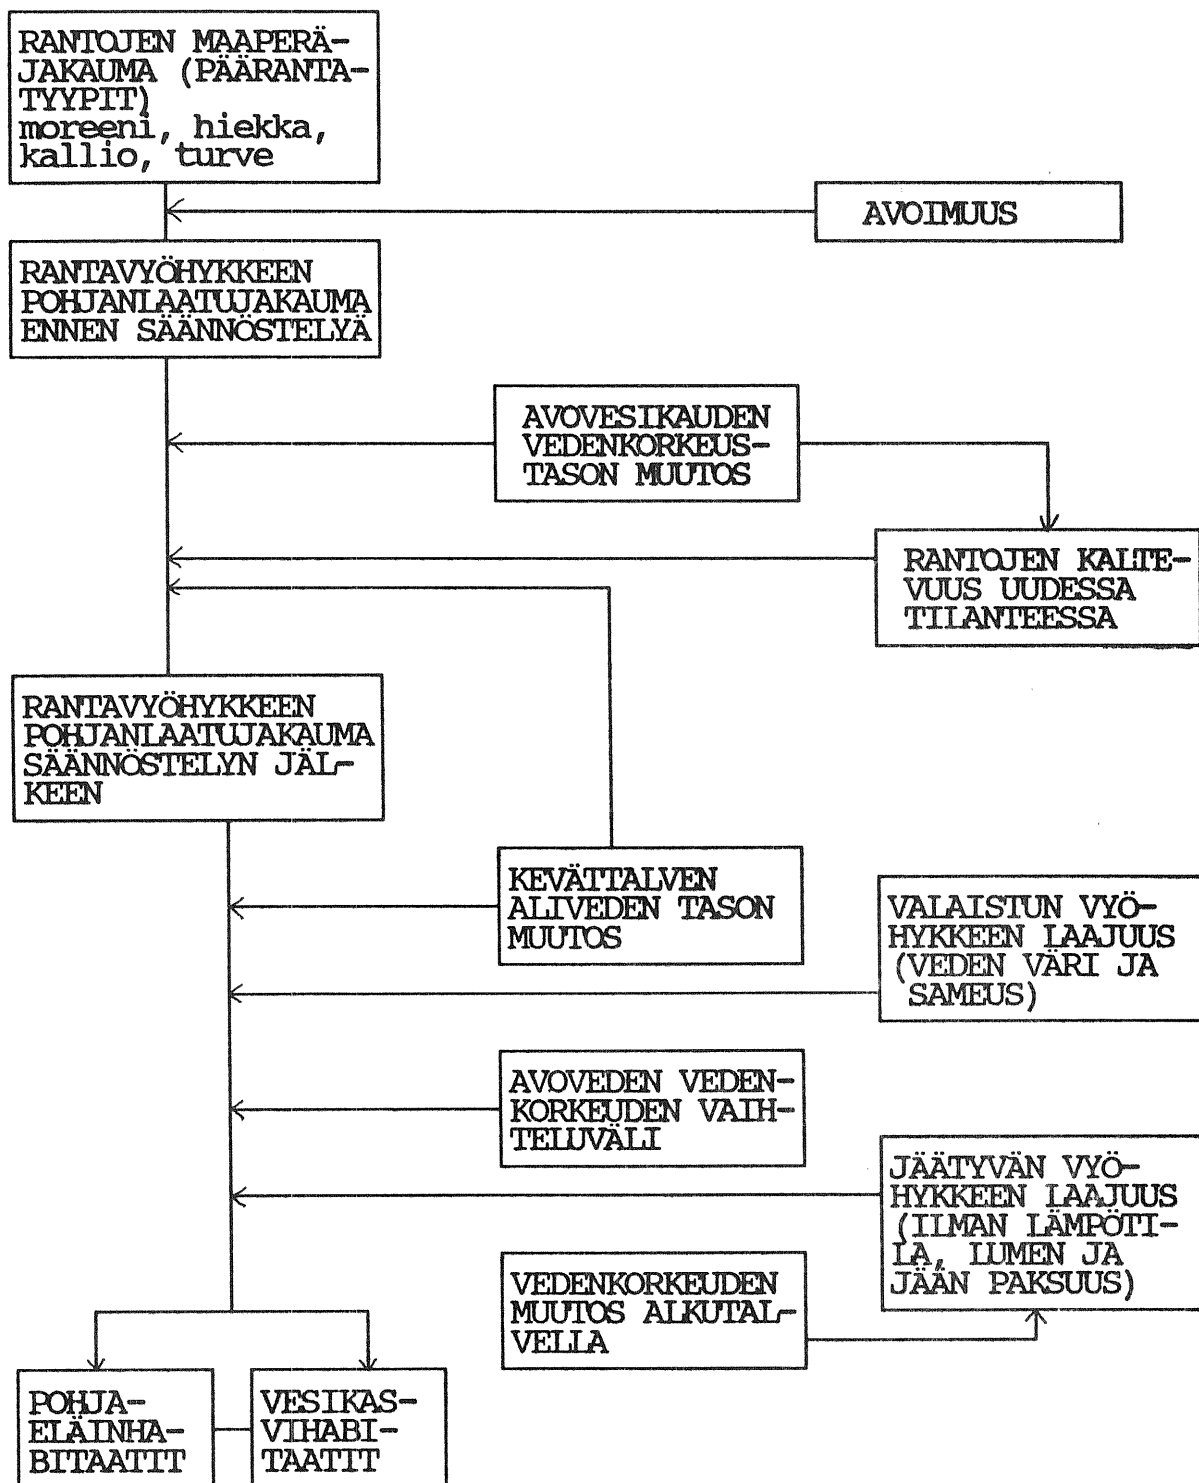 RANTOJEN MAAPERÄ-
JAKAUMA (PÄÄRANTA-
TYYPIT)
moreeni, hiekka,
kallio, turve
AVOIMUUS
RANTAVYÖHYKKEEN
POHJANLAATUJAKAUMA
ENNEN SÄÄNNÖSTELYÄ
AVOVESIKAUDEN
VEDENKORKEUS-
TASON MUUTOS
RANTOJEN KALTE-
VUUS UUDESSA
TILANTEESSA
RANTAVYÖHYKKEEN
POHJANLAATUJAKAUMA
SÄÄNNÖSTELYN JÄL-
KEEN
KEVÄTTALVEN
ALIVEDEN TASON
MUUTOS
VALAISTUN VYÖ-
HYKKEEN LAAJUUS
(VEDEN VÄRI JA
SAMEUS)
AVOVEDEN VEDEN-
KORKEUDEN VAIH-
TELUVÄLI
JÄÄTYVÄN VYÖ-
HYKKEEN LAAJUUS
(ILMAN LÄMPÖTI-
LA, LUMEN JA
JÄÄN PAKSUUS)
VEDENKORKEUDEN
MUUTOS ALKUTAL-
VELLA
POHJA-
ELÄINHA-
BITAATIT
VESIKAS-
VIHABI-
TAATIT